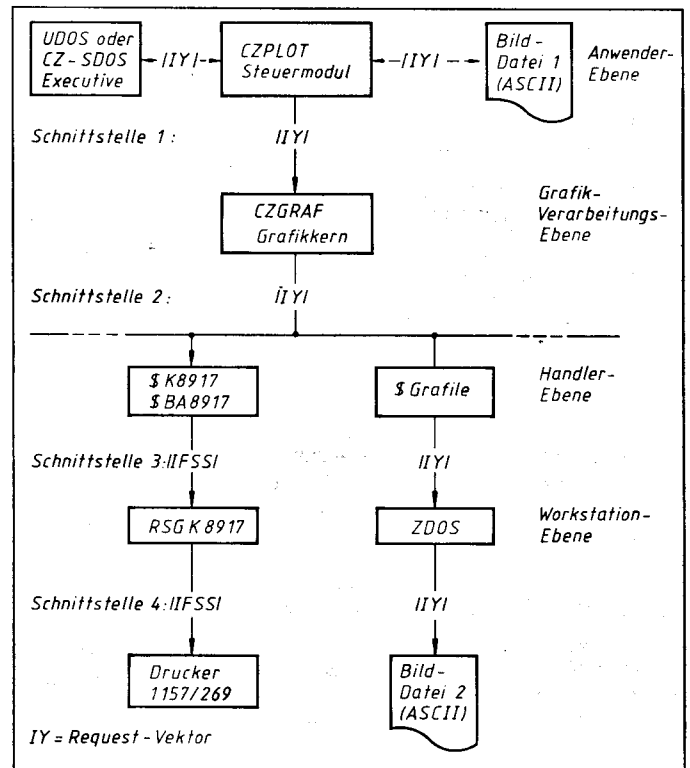 UDOS oder
CZ-SDOS
Executive
/IY/
CZPLOT
Steuermodul
/IY/
Bild-
Datei 1
(ASCII)
Anwender-
Ebene
Schnittstelle 1:
/IY/
CZGRAF
Grafikkern
Grafik-
Verarbeitungs-
Ebene
Schnittstelle 2:
/IY/
$K8917
$BA8917
$Grafile
Handler-
Ebene
Schnittstelle 3:/IFSS/
/IY/
RSG K 8917
ZDOS
Workstation-
Ebene
Schnittstelle 4:/IFSS/
/IY/
Drucker
1157/269
Bild-
Datei 2
(ASCII)
IY = Request-Vektor